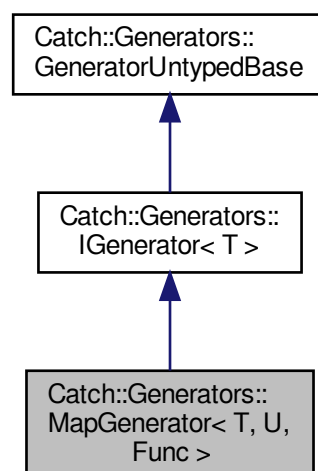 Catch::Generators::
GeneratorUntypedBase
Catch::Generators::
IGenerator< T >
Catch::Generators::
MapGenerator< T, U,
Func >